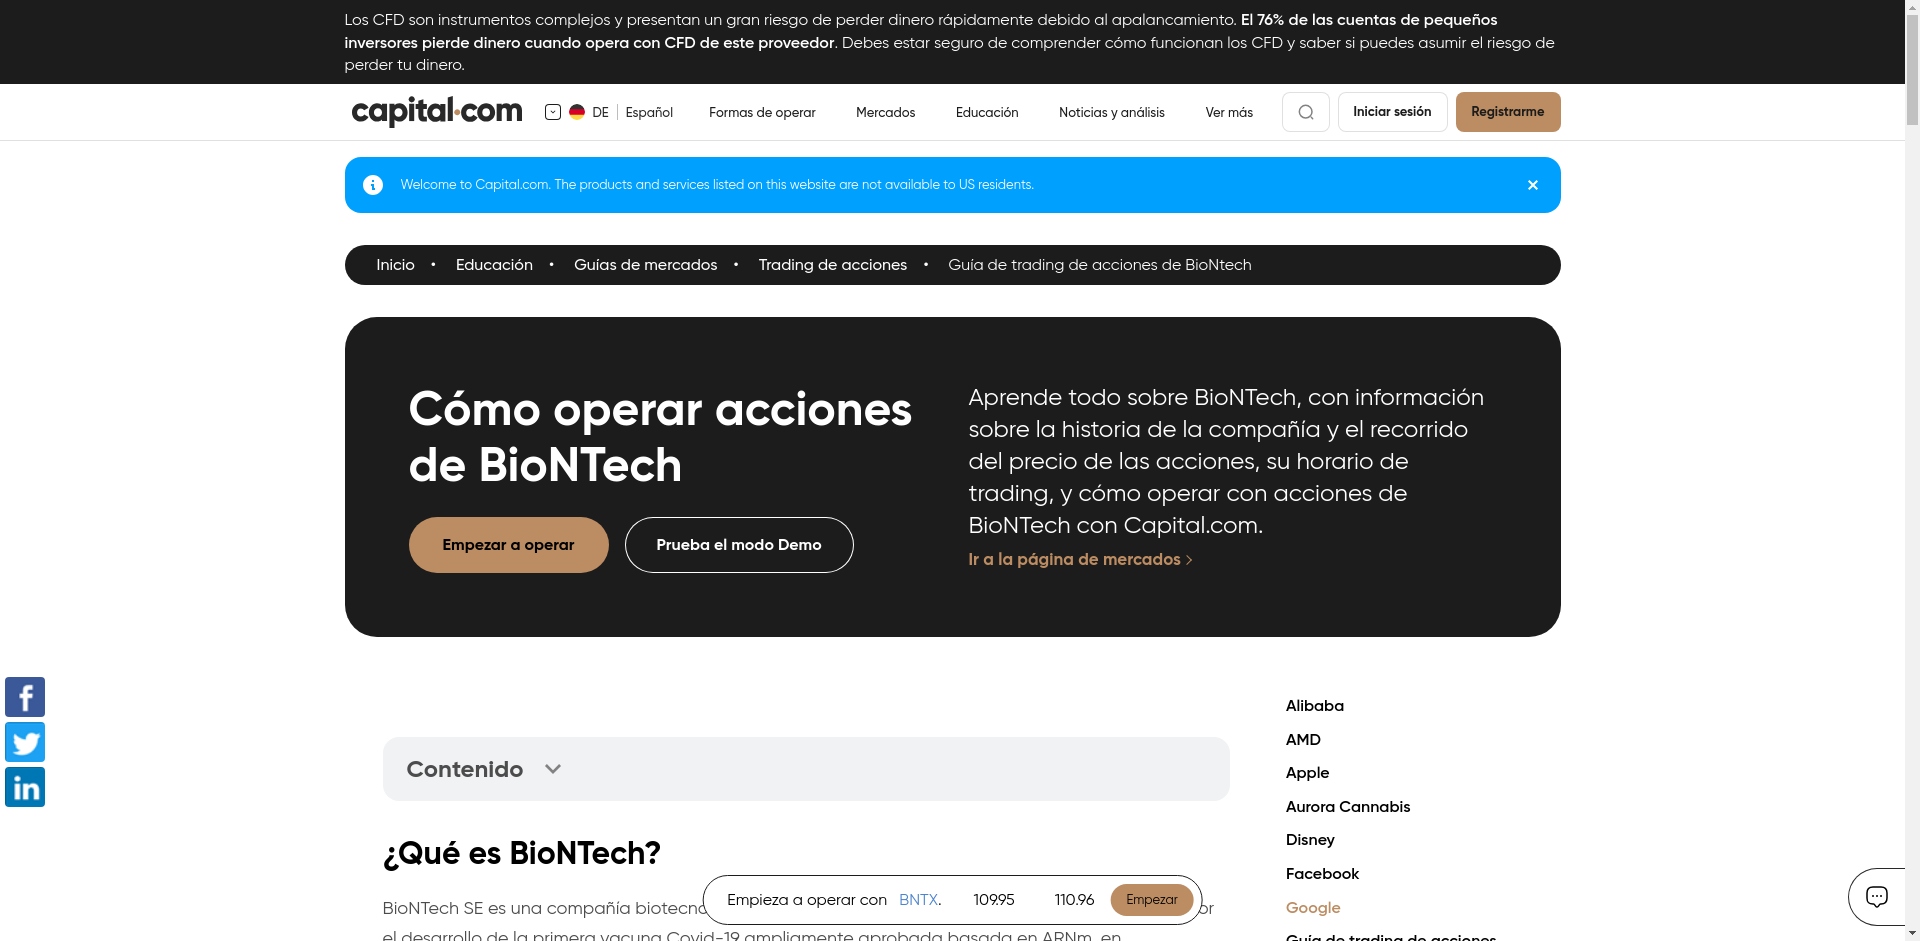 Los CFD son instrumentos complejos y presentan un gran riesgo de perder dinero rápidamente debido al apalancamiento. El 76% de las cuentas de pequeños
inversores pierde dinero cuando opera con CFD de este proveedor. Debes estar seguro de comprender cómo funcionan los CFD y saber si puedes asumir el riesgo de
perder tu dinero.
capital.com DE Español Formas de operar Mercados Educación Noticias y análisis Ver más Iniciar sesión Registrarme
Welcome to Capital.com. The products and services listed on this website are not available to US residents.
Inicio • Educación • Guías de mercados • Trading de acciones • Guía de trading de acciones de BioNtech
Cómo operar acciones
de BioNTech
Empezar a operar Prueba el modo Demo
Aprende todo sobre BioNTech, con información
sobre la historia de la compañía y el recorrido
del precio de las acciones, su horario de
trading, y cómo operar con acciones de
BioNTech con Capital.com.
Ir a la página de mercados
Contenido
¿Qué es BioNTech?
BioNTech SE es una compañía
el desarrollo de la primera vacuna Covid-19 ampliamente aprobada basada en ARNm, en
Empieza a operar con BNTX. 109.95 110.96 Empezar
Alibaba
AMD
Apple
Aurora Cannabis
Disney
Facebook
Google
Guía de trading de acciones